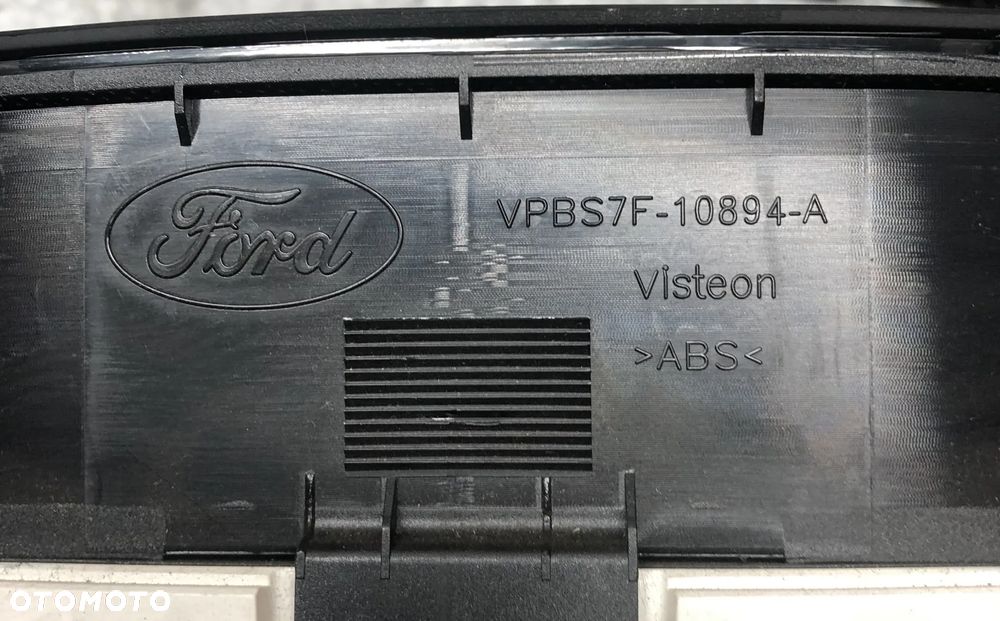 Ford
VPBS7F-10894-A
Visteon
>ABS<
OTOMOTO